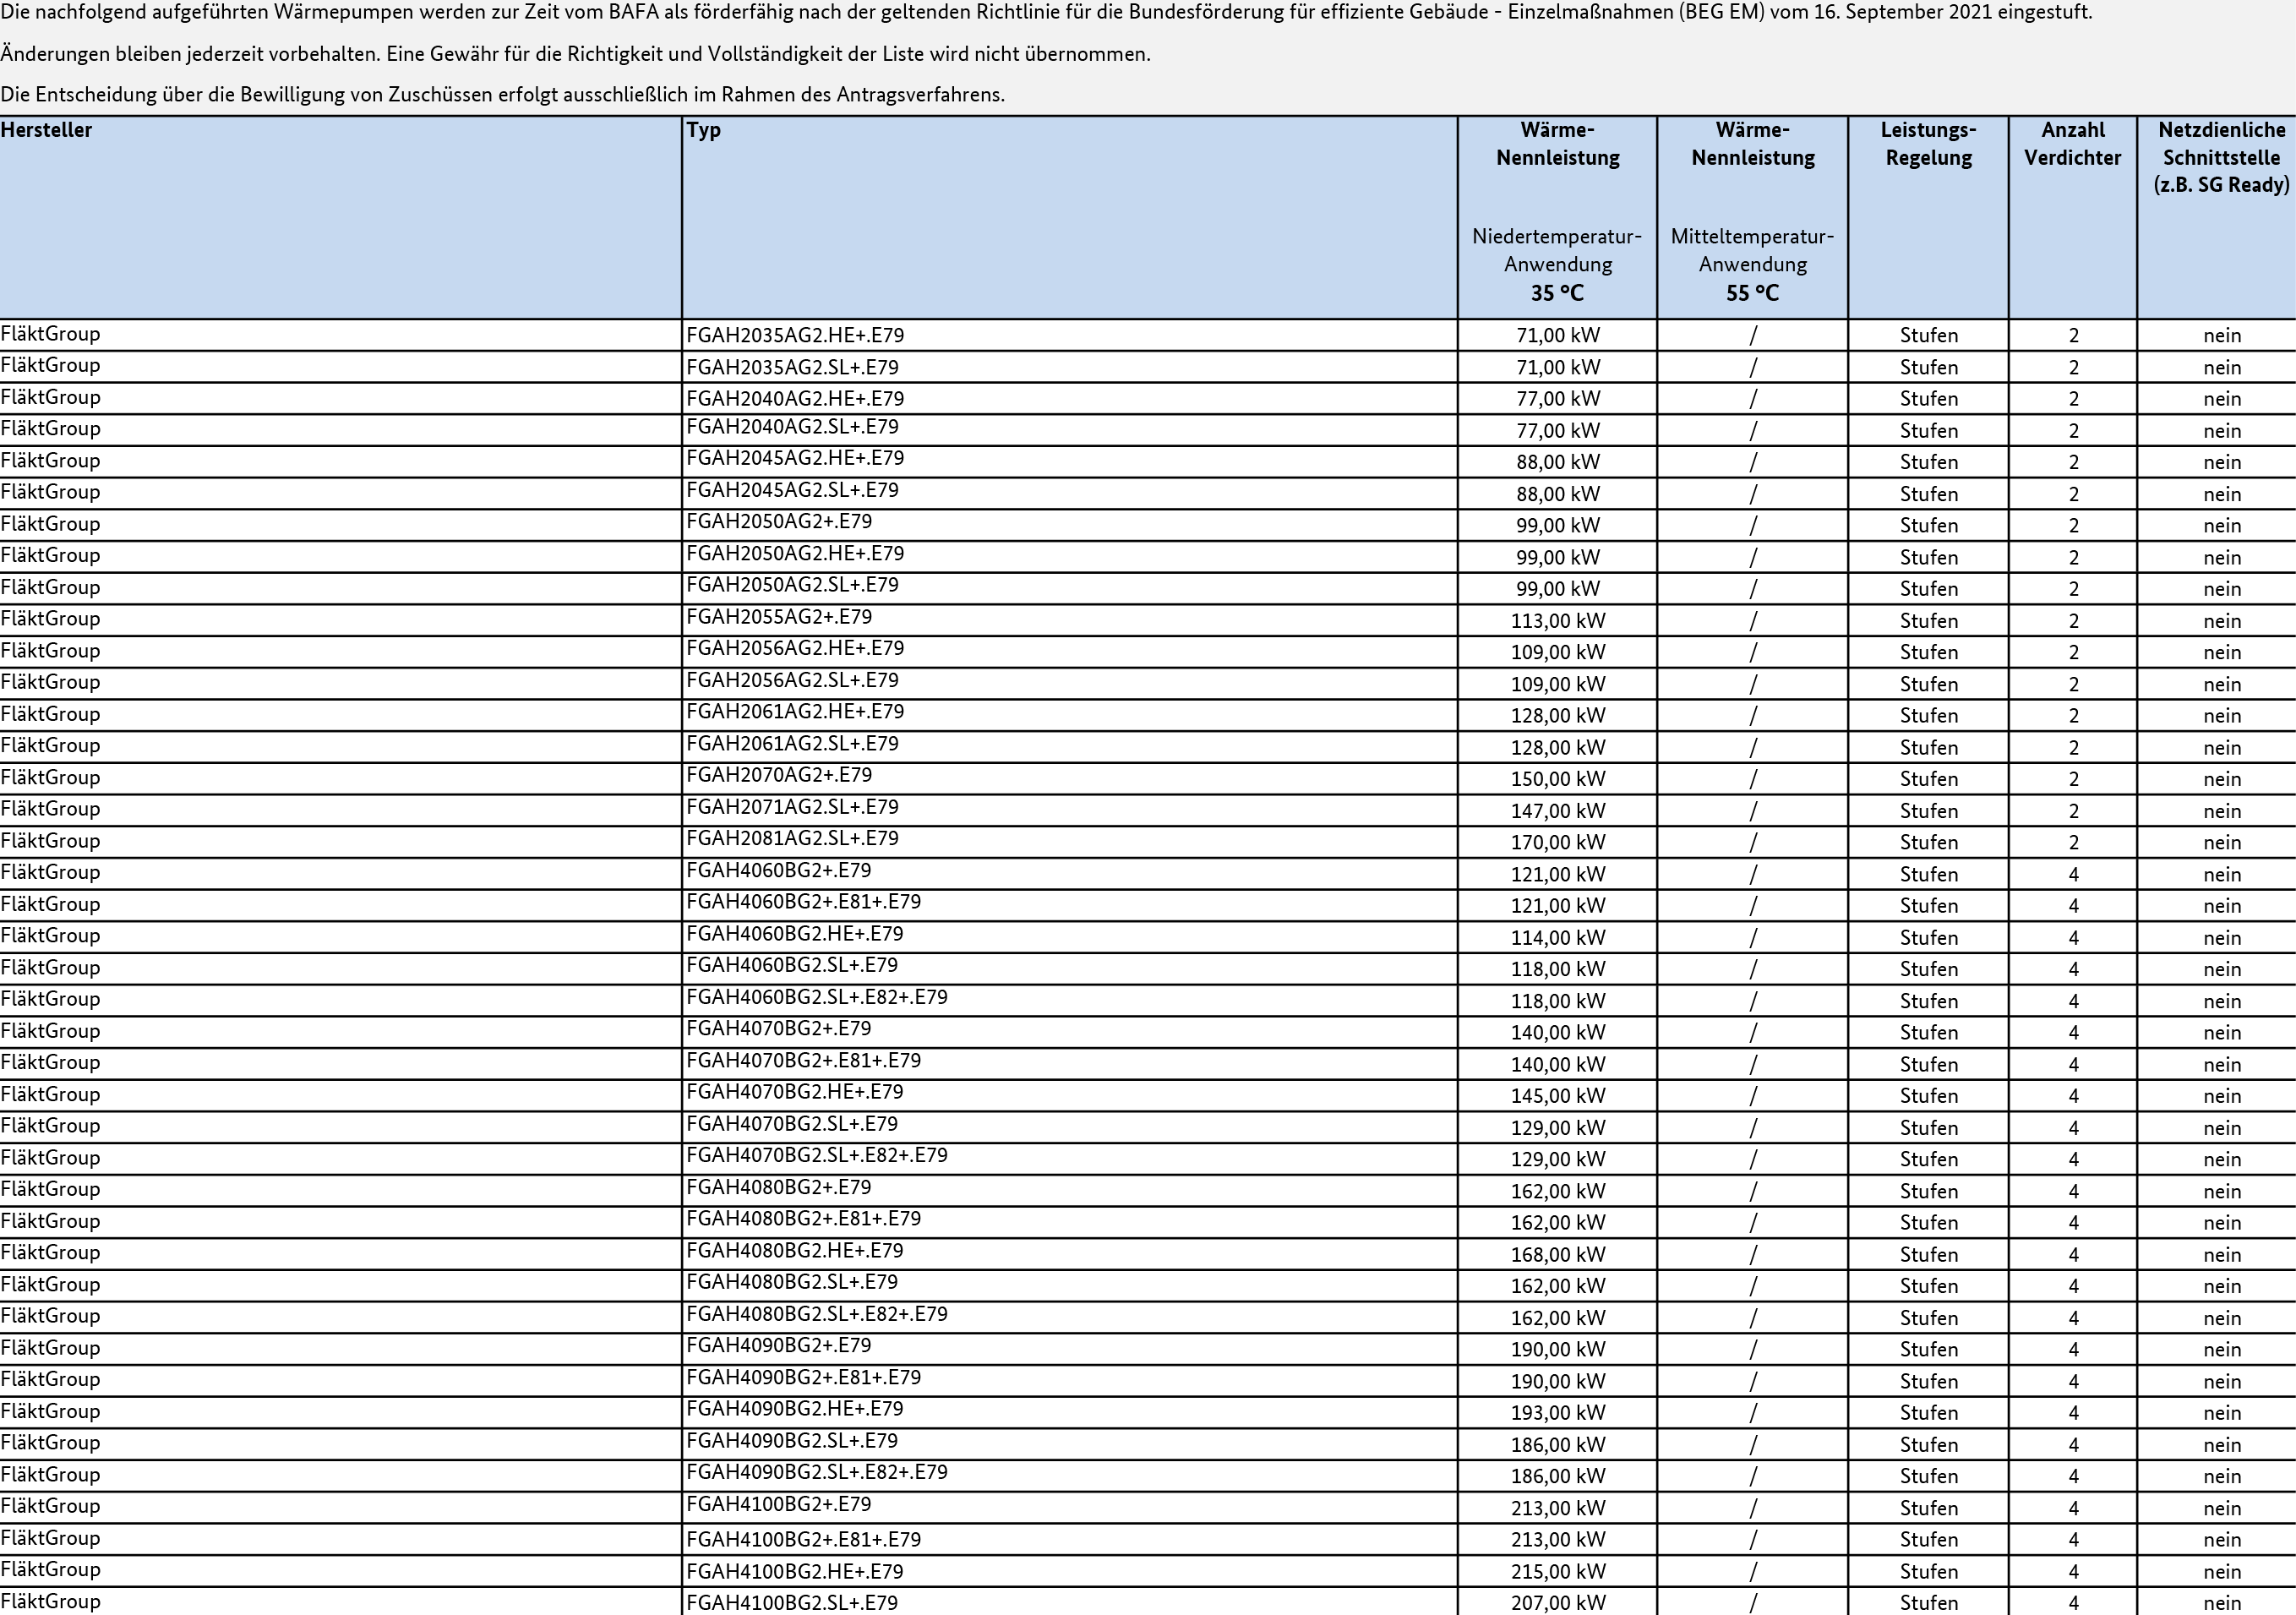 Die nachfolgend aufgeführten Wärmepumpen werden zur Zeit vom BAFA als förderfähig nach der geltenden Richtlinie für die Bundesförderung für effiziente Gebäude - Einzelmaßnahmen (BEG EM) vom 16. September 2021 eingestuft.
Änderungen bleiben jederzeit vorbehalten. Eine Gewähr für die Richtigkeit und Vollständigkeit der Liste wird nicht übernommen.
Die Entscheidung über die Bewilligung von Zuschüssen erfolgt ausschließlich im Rahmen des Antragsverfahrens.
Hersteller Typ Wärme- Wärme- Leistungs- Anzahl Netzdienliche
Nennleistung Nennleistung Regelung Verdichter Schnittstelle
(z.B. SG Ready)
Niedertemperatur- Mitteltemperatur-
Anwendung Anwendung
35 °C 55 °C
FläktGroup FGAH2035AG2.HE+.E79 71,00 kW / Stufen 2 nein
FläktGroup FGAH2035AG2.SL+.E79 71,00 kW / Stufen 2 nein
FläktGroup FGAH2040AG2.HE+.E79 77,00 kW / Stufen 2 nein
FläktGroup FGAH2040AG2.SL+.E79 77,00 kW / Stufen 2 nein
FläktGroup FGAH2045AG2.HE+.E79 88,00 kW / Stufen 2 nein
FläktGroup FGAH2045AG2.SL+.E79 88,00 kW / Stufen 2 nein
FläktGroup FGAH2050AG2+.E79 99,00 kW / Stufen 2 nein
FläktGroup FGAH2050AG2.HE+.E79 99,00 kW / Stufen 2 nein
FläktGroup FGAH2050AG2.SL+.E79 99,00 kW / Stufen 2 nein
FläktGroup FGAH2055AG2+.E79 113,00 kW / Stufen 2 nein
FläktGroup FGAH2056AG2.HE+.E79 109,00 kW / Stufen 2 nein
FläktGroup FGAH2056AG2.SL+.E79 109,00 kW / Stufen 2 nein
FläktGroup FGAH2061AG2.HE+.E79 128,00 kW / Stufen 2 nein
FläktGroup FGAH2061AG2.SL+.E79 128,00 kW / Stufen 2 nein
FläktGroup FGAH2070AG2+.E79 150,00 kW / Stufen 2 nein
FläktGroup FGAH2071AG2.SL+.E79 147,00 kW / Stufen 2 nein
FläktGroup FGAH2081AG2.SL+.E79 170,00 kW / Stufen 2 nein
FläktGroup FGAH4060BG2+.E79 121,00 kW / Stufen 4 nein
FläktGroup FGAH4060BG2+.E81+.E79 121,00 kW / Stufen 4 nein
FläktGroup FGAH4060BG2.HE+.E79 114,00 kW / Stufen 4 nein
FläktGroup FGAH4060BG2.SL+.E79 118,00 kW / Stufen 4 nein
FläktGroup FGAH4060BG2.SL+.E82+.E79 118,00 kW / Stufen 4 nein
FläktGroup FGAH4070BG2+.E79 140,00 kW / Stufen 4 nein
FläktGroup FGAH4070BG2+.E81+.E79 140,00 kW / Stufen 4 nein
FläktGroup FGAH4070BG2.HE+.E79 145,00 kW / Stufen 4 nein
FläktGroup FGAH4070BG2.SL+.E79 129,00 kW / Stufen 4 nein
FläktGroup FGAH4070BG2.SL+.E82+.E79 129,00 kW / Stufen 4 nein
FläktGroup FGAH4080BG2+.E79 162,00 kW / Stufen 4 nein
FläktGroup FGAH4080BG2+.E81+.E79 162,00 kW / Stufen 4 nein
FläktGroup FGAH4080BG2.HE+.E79 168,00 kW / Stufen 4 nein
FläktGroup FGAH4080BG2.SL+.E79 162,00 kW / Stufen 4 nein
FläktGroup FGAH4080BG2.SL+.E82+.E79 162,00 kW / Stufen 4 nein
FläktGroup FGAH4090BG2+.E79 190,00 kW / Stufen 4 nein
FläktGroup FGAH4090BG2+.E81+.E79 190,00 kW / Stufen 4 nein
FläktGroup FGAH4090BG2.HE+.E79 193,00 kW / Stufen 4 nein
FläktGroup FGAH4090BG2.SL+.E79 186,00 kW / Stufen 4 nein
FläktGroup FGAH4090BG2.SL+.E82+.E79 186,00 kW / Stufen 4 nein
FläktGroup FGAH4100BG2+.E79 213,00 kW / Stufen 4 nein
FläktGroup FGAH4100BG2+.E81+.E79 213,00 kW / Stufen 4 nein
FläktGroup FGAH4100BG2.HE+.E79 215,00 kW / Stufen 4 nein
FläktGroup FGAH4100BG2.SL+.E79 207,00 kW / Stufen 4 nein